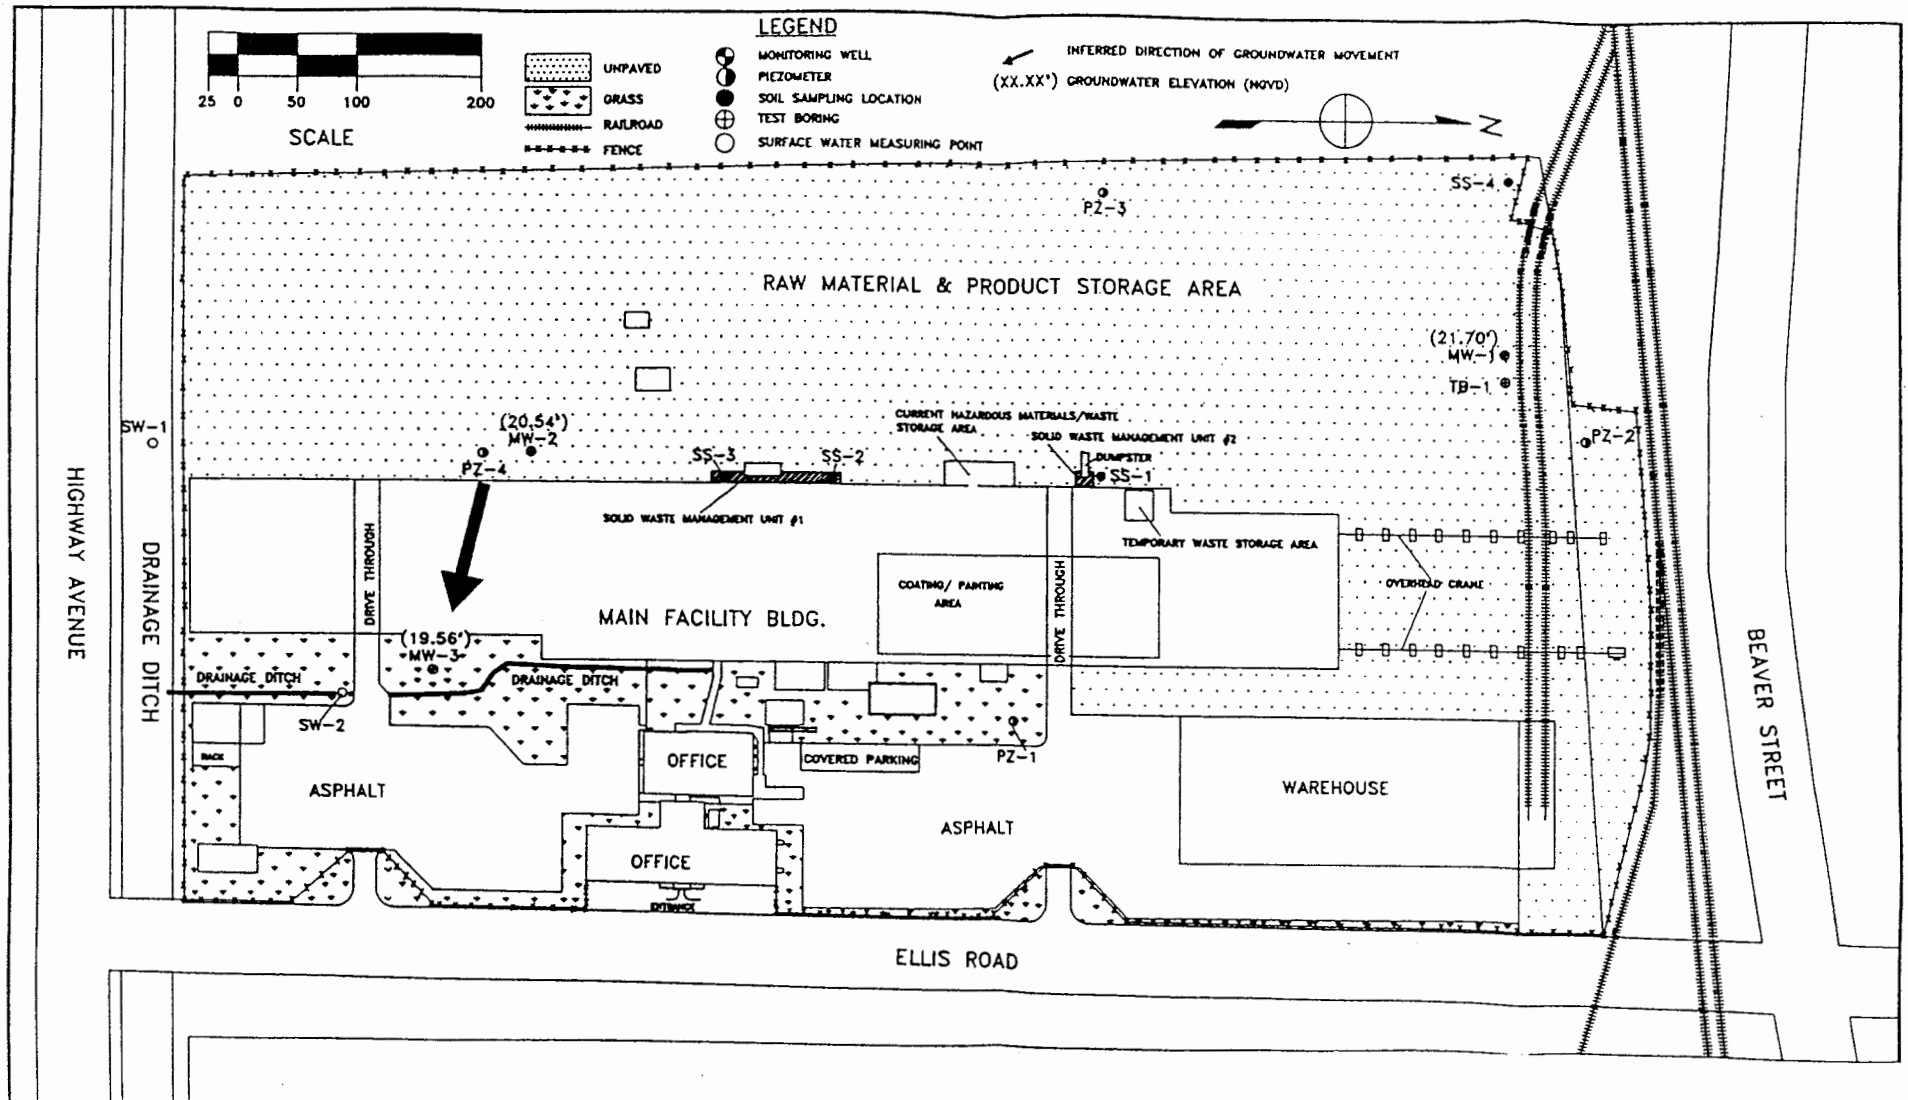 LEGEND
25 0 50 100 200
SCALE
UNPAVED
GRASS
RAILROAD
FENCE
MONITORING WELL
PIEZOMETER
SOIL SAMPLING LOCATION
TEST BORING
SURFACE WATER MEASURING POINT
INFERRED DIRECTION OF GROUNDWATER MOVEMENT
(XX.XX') GROUNDWATER ELEVATION (NGVD)
N
SS-4
PZ-3
RAW MATERIAL & PRODUCT STORAGE AREA
(21.70')
MW-1
TB-1
PZ-2
SW-1
(20.54')
MW-2
PZ-4
SS-3
SS-2
CURRENT HAZARDOUS MATERIALS/WASTE
STORAGE AREA
SOLID WASTE MANAGEMENT UNIT #2
DUMPSTER
SS-1
SOLID WASTE MANAGEMENT UNIT #1
TEMPORARY WASTE STORAGE AREA
HIGHWAY AVENUE
DRAINAGE DITCH
DRIVE THROUGH
COATING/ PAINTING
AREA
DRIVE THROUGH
OVERHEAD CRANE
MAIN FACILITY BLDG.
(19.56')
MW-3
DRAINAGE DITCH
DRAINAGE DITCH
SW-2
BEAVER STREET
RACK
OFFICE
COVERED PARKING
PZ-1
ASPHALT
WAREHOUSE
ASPHALT
OFFICE
ENTRANCE
ELLIS ROAD